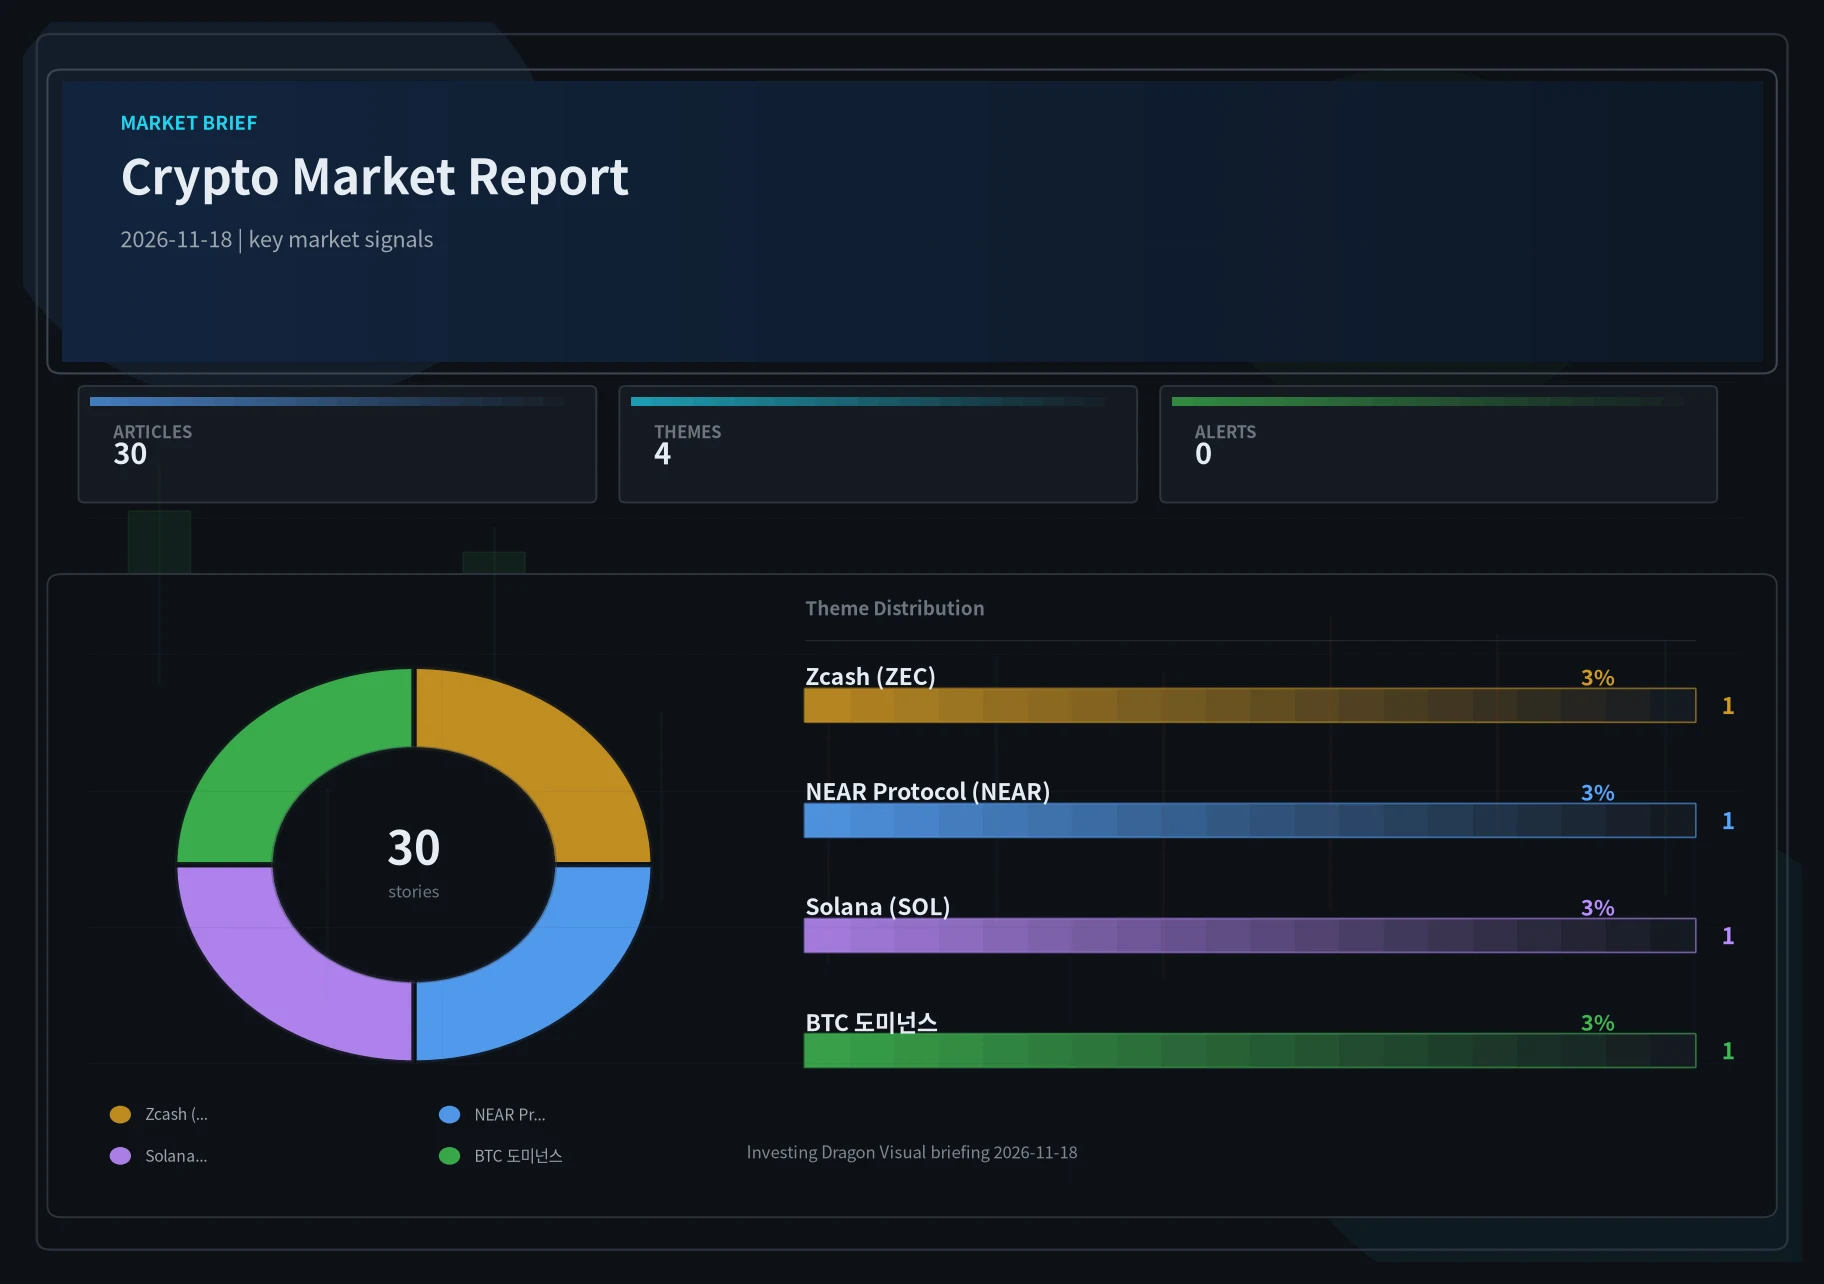 MARKET BRIEF
Crypto Market Report
2026-11-18 | key market signals
ARTICLES
30
THEMES
4
ALERTS
0
30
stories
Zcash (...
NEAR Pr...
Solana...
BTC 도미넌스
Theme Distribution
Zcash (ZEC)
3%
1
NEAR Protocol (NEAR)
3%
1
Solana (SOL)
3%
1
BTC 도미넌스
3%
1
Investing Dragon Visual briefing 2026-11-18